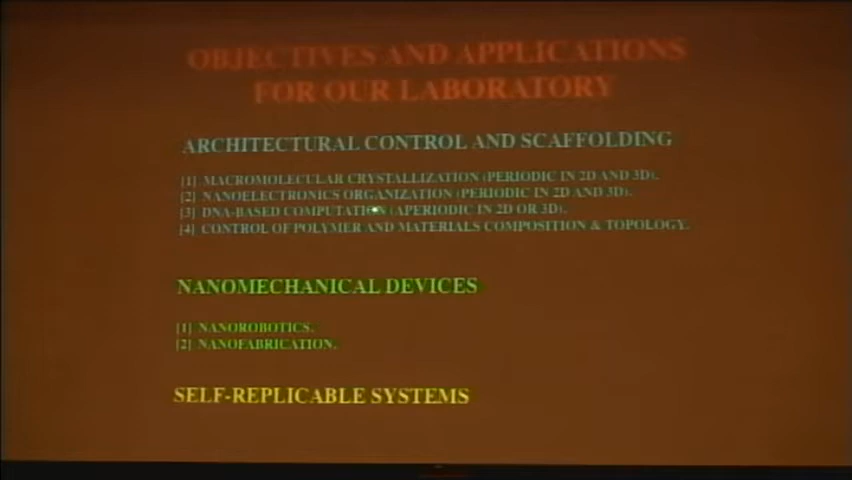 OBJECTIVES AND APPLICATIONS
FOR OUR LABORATORY
ARCHITECTURAL CONTROL AND SCAFFOLDING
[1] MACROMOLECULAR CRYSTALLIZATION (PERIODIC IN 2D AND 3D).
[2] NANOELECTRONICS ORGANIZATION (PERIODIC IN 2D AND 3D).
[3] DNA-BASED COMPUTATION (APERIODIC IN 2D OR 3D).
[4] CONTROL OF POLYMER AND MATERIALS COMPOSITION & TOPOLOGY.
NANOMECHANICAL DEVICES
[1] NANOROBOTICS.
[2] NANOFABRICATION.
SELF-REPLICABLE SYSTEMS